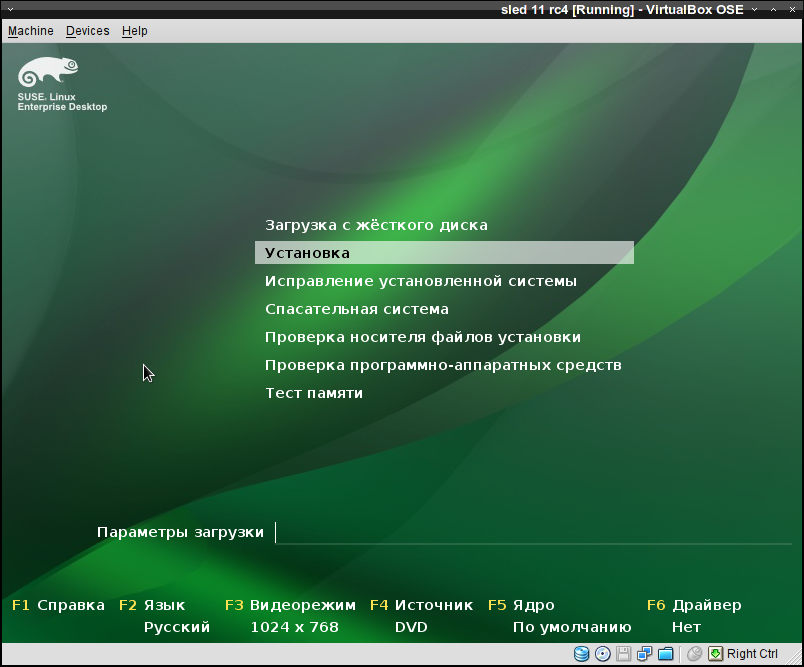 sled 11 rc4 [Running] - VirtualBox OSE
Machine Devices Help
SUSE. Linux
Enterprise Desktop
Загрузка с жёсткого диска
Установка
Исправление установленной системы
Спасательная система
Проверка носителя файлов установки
Проверка программно-аппаратных средств
Тест памяти
Параметры загрузки
F1 Справка F2 Язык F3 Видеорежим F4 Источник F5 Ядро F6 Драйвер
Русский 1024 x 768 DVD По умолчанию Нет
Right Ctrl